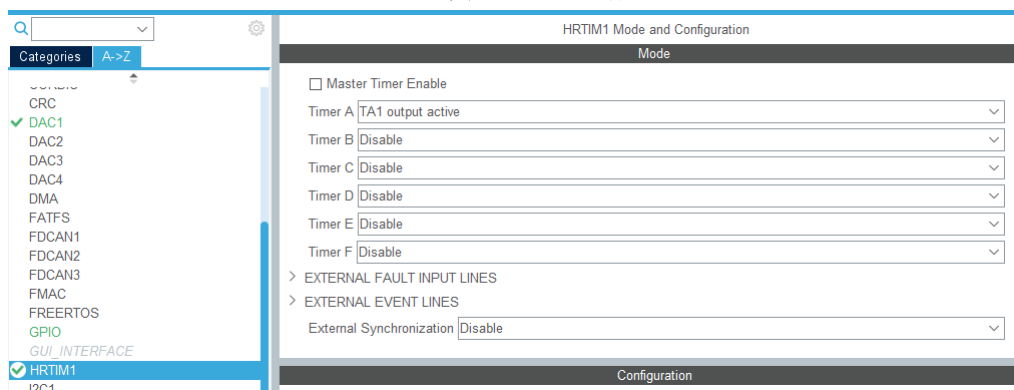 HRTIM1 Mode and Configuration
Categories A->Z
Mode
CRC
DAC1
DAC2
DAC3
DAC4
DMA
FATFS
FDCAN1
FDCAN2
FDCAN3
FMAC
FREERTOS
GPIO
GUI_INTERFACE
HRTIM1
I2C1
Master Timer Enable
Timer A TA1 output active
Timer B Disable
Timer C Disable
Timer D Disable
Timer E Disable
Timer F Disable
EXTERNAL FAULT INPUT LINES
EXTERNAL EVENT LINES
External Synchronization Disable
Configuration